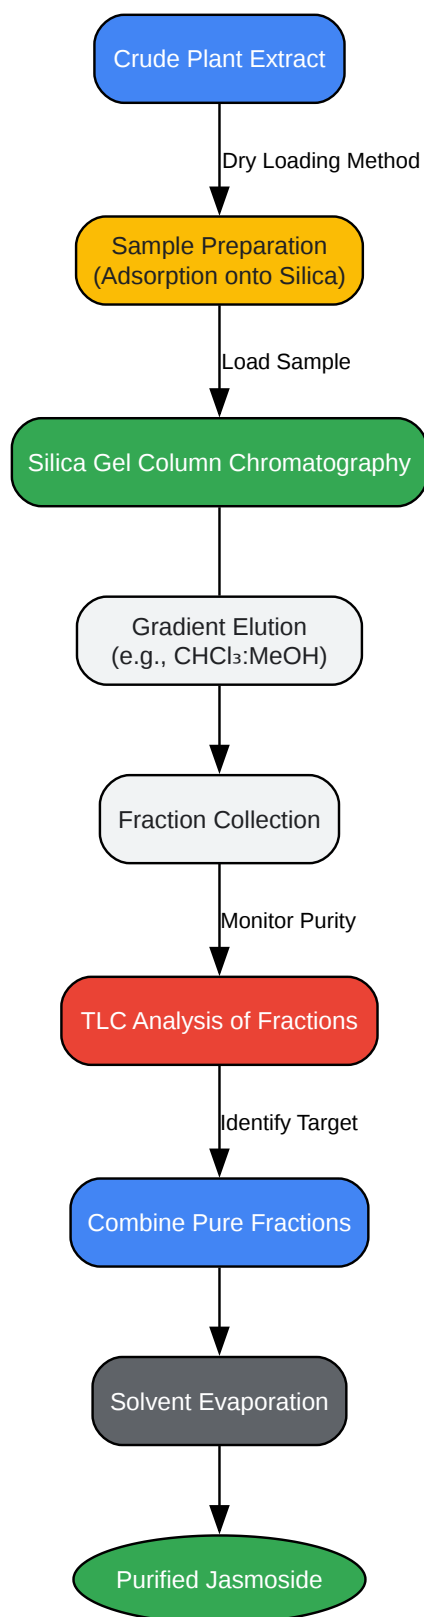 Crude Plant Extract
Dry Loading Method
Sample Preparation
(Adsorption onto Silica)
Load Sample
Silica Gel Column Chromatography
Gradient Elution
(e.g., CHCl₃:MeOH)
Fraction Collection
Monitor Purity
TLC Analysis of Fractions
Identify Target
Combine Pure Fractions
Solvent Evaporation
Purified Jasmoside